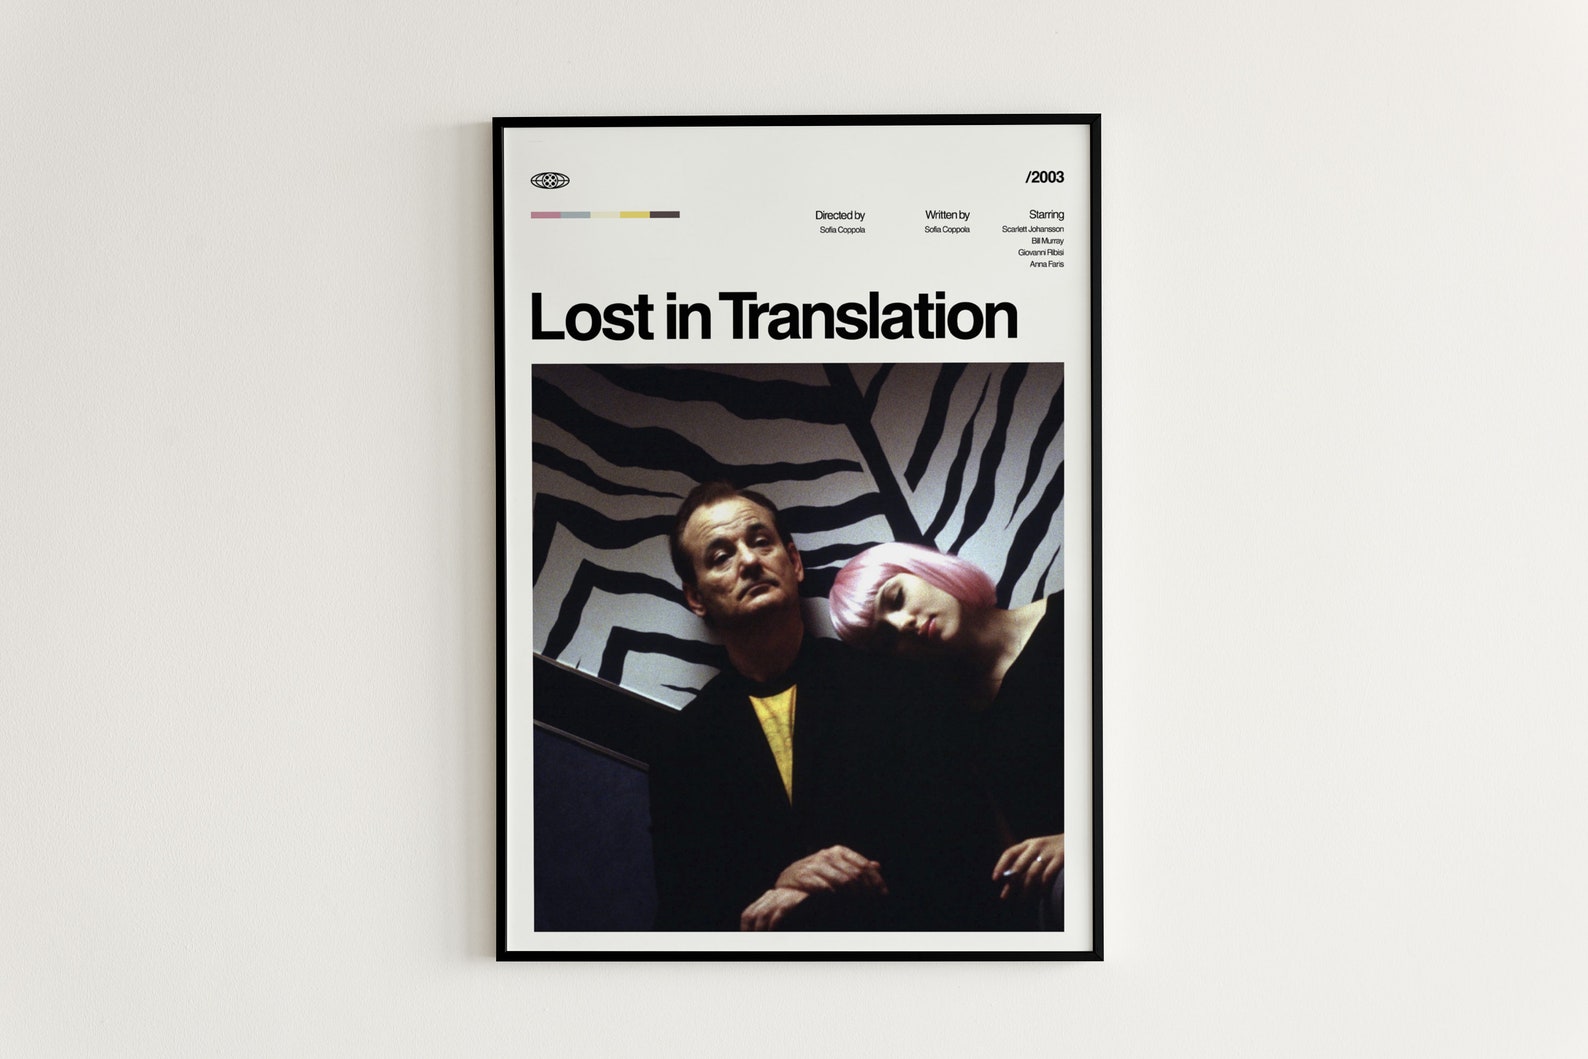 /2003
Directed by
Sofia Coppola
Written by
Sofia Coppola
Starring
Scarlett Johansson
Bill Murray
Giovanni Ribisi
Anna Faris
Lost in Translation